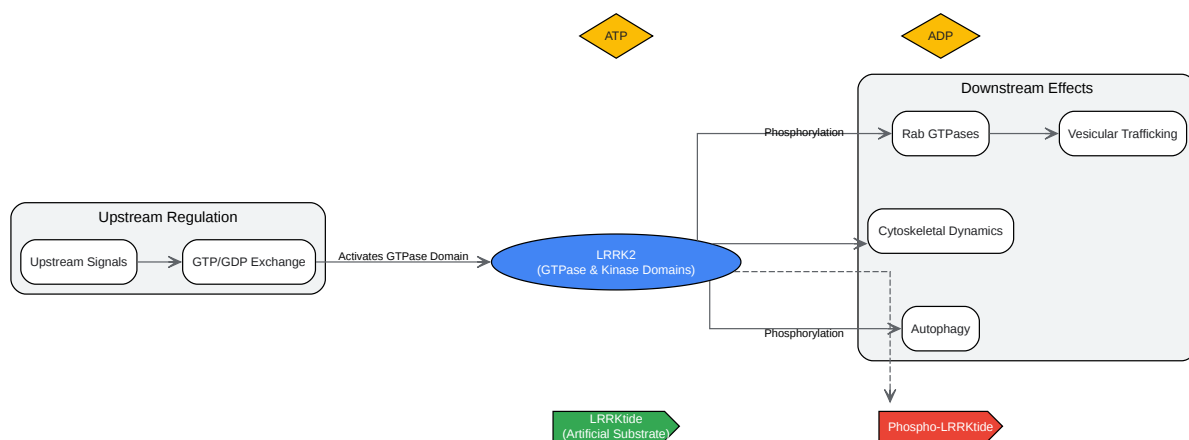 ATP
ADP
Downstream Effects
Phosphorylation
Rab GTPases
Vesicular Trafficking
Upstream Regulation
Upstream Signals
GTP/GDP Exchange
Activates GTPase Domain
LRRK2
(GTPase & Kinase Domains)
Cytoskeletal Dynamics
Phosphorylation
Autophagy
LRRKtide
(Artificial Substrate)
Phospho-LRRKtide